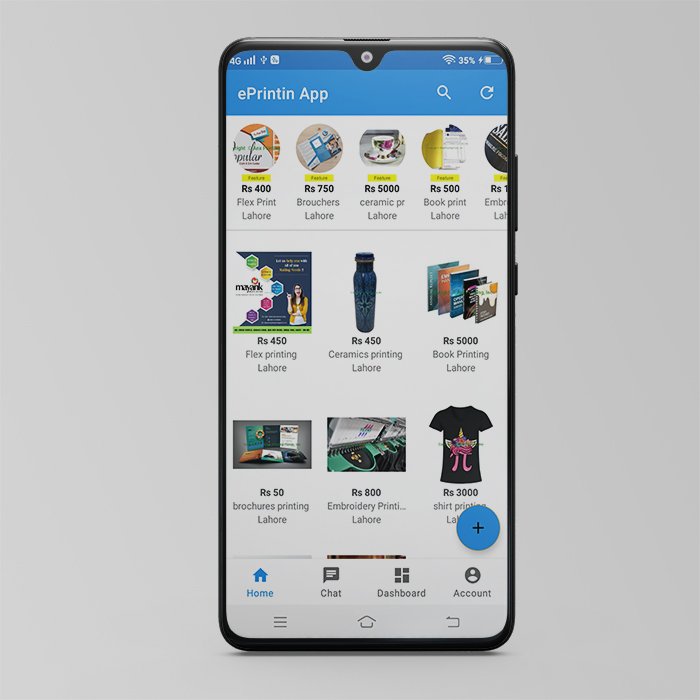 4G 35%
ePrintin App
Feature Feature Feature Feature
Rs 400 Rs 750 Rs 5000 Rs 500 Rs 1
Flex Print Brouchers ceramic pr Book print Embr
Lahore Lahore Lahore Lahore L
mayank
Rs 450 Rs 450 Rs 5000
Flex printing Ceramics printing Book Printing
Lahore Lahore Lahore
Rs 50 Rs 800 Rs 3000
brochures printing Embroidery Printi... shirt printing
Lahore Lahore Lahore
+
Home Chat Dashboard Account